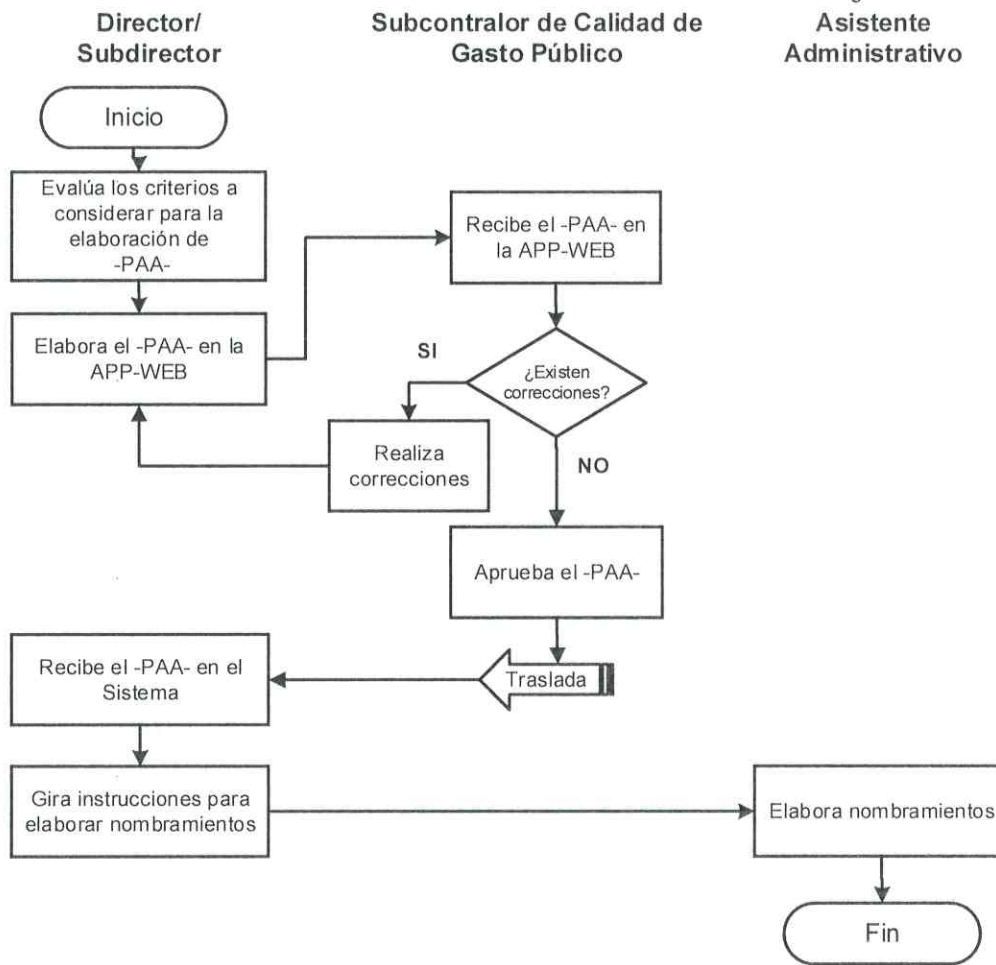 Director/
Subdirector
Subcontralor de Calidad de
Gasto Público
Asistente
Administrativo
Inicio
Evalúa los criterios a
considerar para la
elaboración de
-PAA-
Elabora el -PAA- en la
APP-WEB
Recibe el -PAA- en
la APP-WEB
¿Existen
correcciones?
SI
Realiza
correcciones
NO
Aprueba el -PAA-
Traslada
Recibe el -PAA- en el
Sistema
Gira instrucciones para
elaborar nombramientos
Elabora nombramientos
Fin